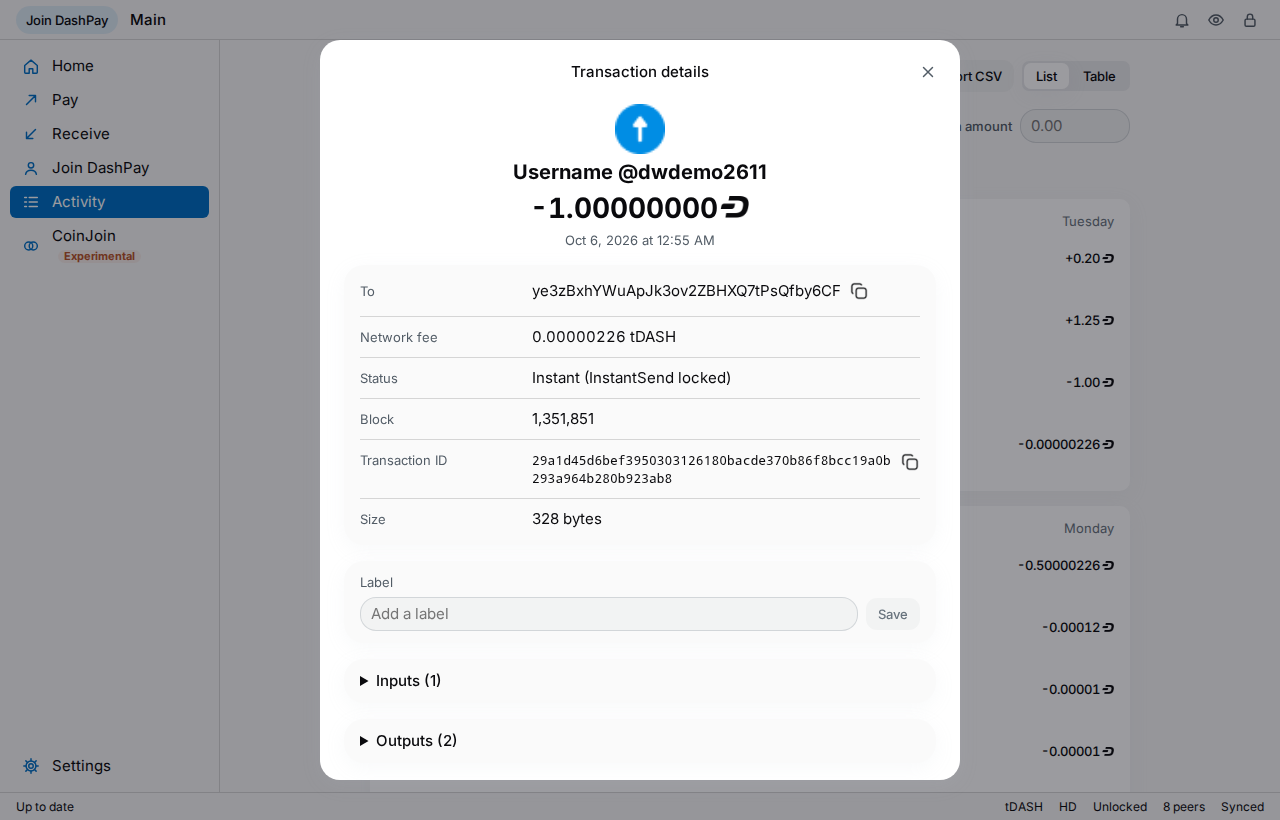 Join DashPay
Main
Home
Pay
Receive
Join DashPay
Activity
CoinJoin
Experimental
Settings
CSV
List
Table
amount
0.00
Tuesday
+0.20
+1.25
-1.00
-0.00000226
Monday
-0.50000226
-0.00012
-0.00001
-0.00001
Transaction details
Username @dwdemo2611
-1.00000000
Oct 6, 2026 at 12:55 AM
To
ye3zBxhYWuApJk3ov2ZBHXQ7tPsQfby6CF
Network fee
0.00000226 tDASH
Status
Instant (InstantSend locked)
Block
1,351,851
Transaction ID
29a1d45d6bef3950303126180bacde370b86f8bcc19a0b
293a964b280b923ab8
Size
328 bytes
Label
Add a label
Save
Inputs (1)
Outputs (2)
Up to date
tDASH
HD
Unlocked
8 peers
Synced